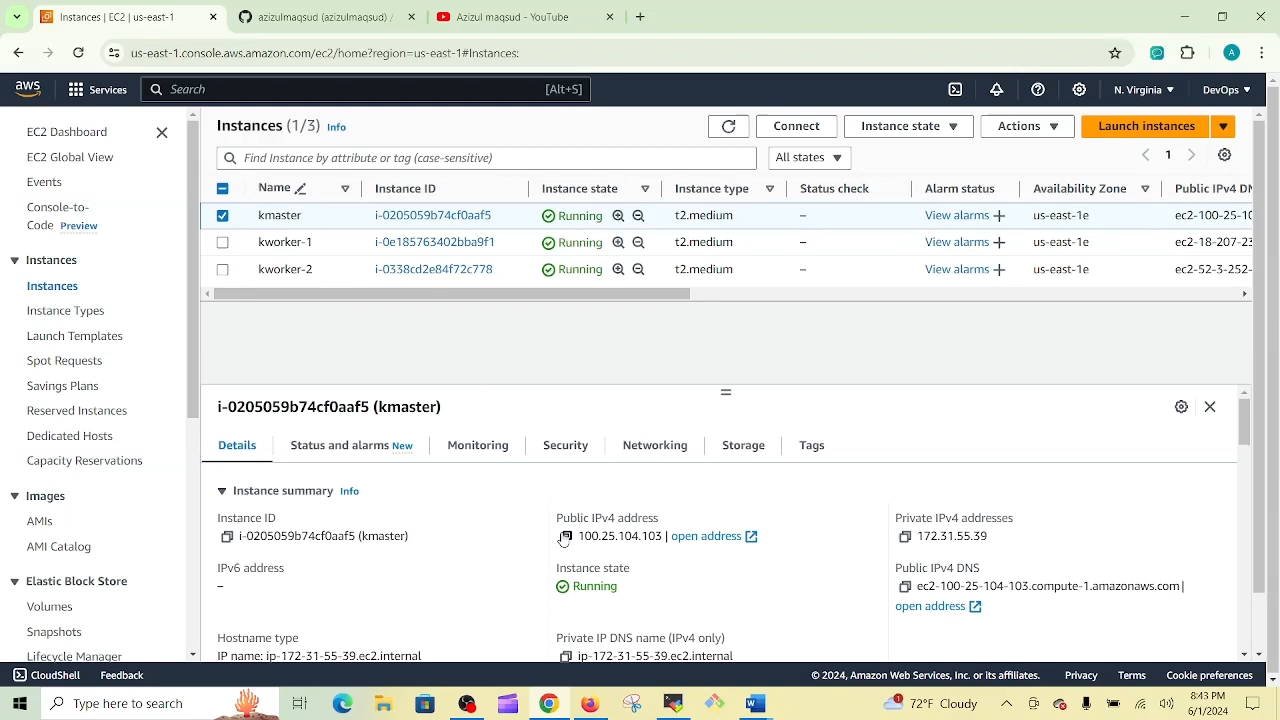 Instances | EC2 | us-east-1
azizulmaqsud (azizulmaqsud) /
Azizul maqsud - YouTube
us-east-1.console.aws.amazon.com/ec2/home?region=us-east-1#Instances:
A
aws
Services
Search
[Alt+S]
N. Virginia
DevOps
EC2 Dashboard
EC2 Global View
Events
Console-to-
Code Preview
Instances
Instances
Instance Types
Launch Templates
Spot Requests
Savings Plans
Reserved Instances
Dedicated Hosts
Capacity Reservations
Images
AMIs
AMI Catalog
Elastic Block Store
Volumes
Snapshots
Lifecycle Manager
Instances (1/3) Info
Connect
Instance state
Actions
Launch instances
Find Instance by attribute or tag (case-sensitive)
All states
1
Name Instance ID Instance state Instance type Status check Alarm status Availability Zone Public IPv4 DN
kmaster i-0205059b74cf0aaf5 Running t2.medium – View alarms us-east-1e ec2-100-25-10
kworker-1 i-0e185763402bba9f1 Running t2.medium – View alarms us-east-1e ec2-18-207-23
kworker-2 i-0338cd2e84f72c778 Running t2.medium – View alarms us-east-1e ec2-52-3-252-
i-0205059b74cf0aaf5 (kmaster)
Details
Status and alarms New
Monitoring
Security
Networking
Storage
Tags
Instance summary Info
Instance ID
i-0205059b74cf0aaf5 (kmaster)
Public IPv4 address
100.25.104.103 | open address
Private IPv4 addresses
172.31.55.39
IPv6 address
–
Instance state
Running
Public IPv4 DNS
ec2-100-25-104-103.compute-1.amazonaws.com |
open address
Hostname type
IP name: ip-172-31-55-39.ec2.internal
Private IP DNS name (IPv4 only)
ip-172-31-55-39.ec2.internal
CloudShell
Feedback
© 2024, Amazon Web Services, Inc. or its affiliates.
Privacy
Terms
Cookie preferences
Type here to search
1
72°F Cloudy
8:43 PM
6/1/2024